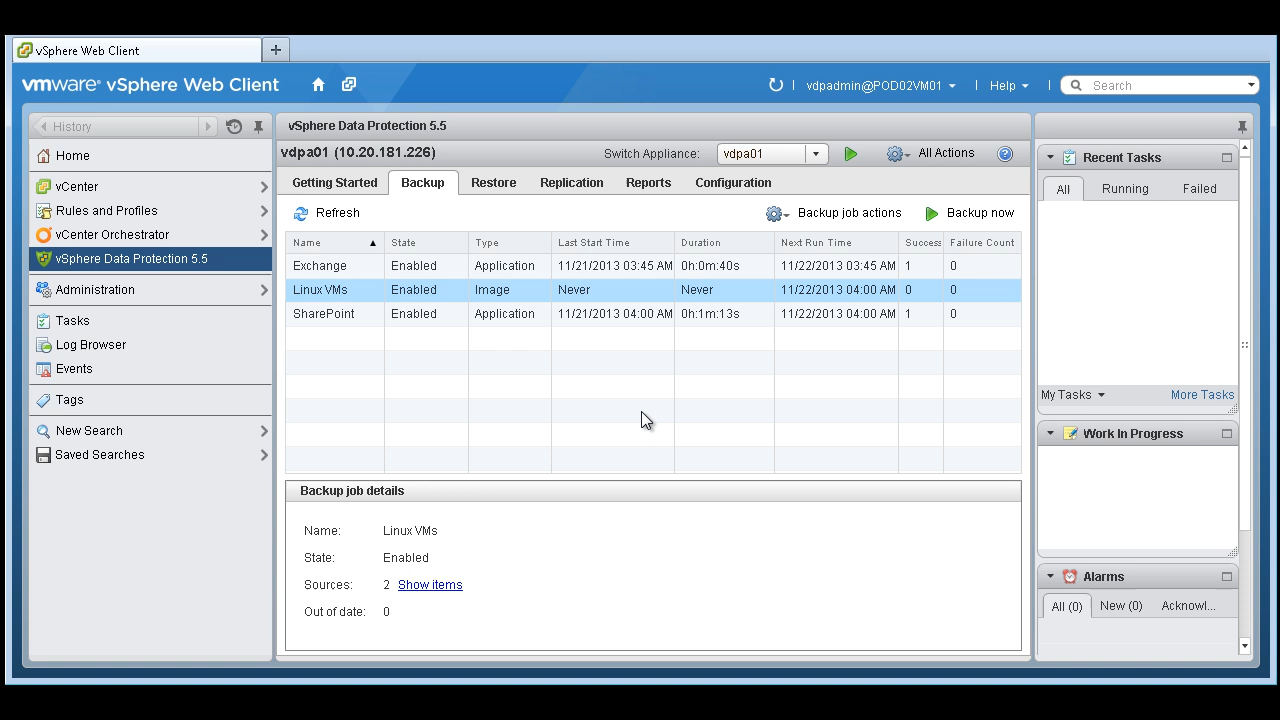 vSphere Web Client
vmware® vSphere Web Client
vdpadmin@POD02VM01
Help
Search
History
Home
vCenter
Rules and Profiles
vCenter Orchestrator
vSphere Data Protection 5.5
Administration
Tasks
Log Browser
Events
Tags
New Search
Saved Searches
vSphere Data Protection 5.5
vdpa01 (10.20.181.226)
Switch Appliance: vdpa01 All Actions
Getting Started Backup Restore Replication Reports Configuration
Refresh Backup job actions Backup now
Name State Type Last Start Time Duration Next Run Time Success Failure Count
Exchange Enabled Application 11/21/2013 03:45 AM 0h:0m:40s 11/22/2013 03:45 AM 1 0
Linux VMs Enabled Image Never Never 11/22/2013 04:00 AM 0 0
SharePoint Enabled Application 11/21/2013 04:00 AM 0h:1m:13s 11/22/2013 04:00 AM 1 0
Backup job details
Name: Linux VMs
State: Enabled
Sources: 2 Show items
Out of date: 0
Recent Tasks
All Running Failed
My Tasks More Tasks
Work In Progress
Alarms
All (0) New (0) Acknowl...